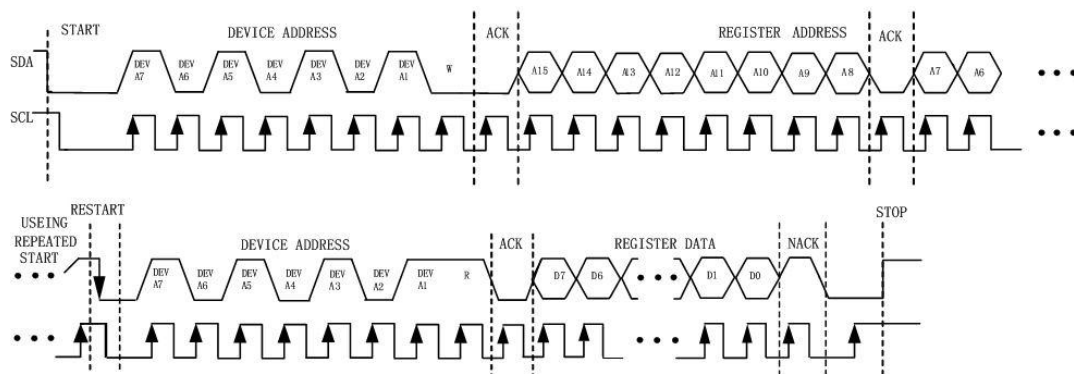 START DEVICE ADDRESS ACK REGISTER ADDRESS ACK
SDA DEV A7 DEV A6 DEV A5 DEV A4 DEV A3 DEV A2 DEV A1 W A15 A14 A13 A12 A11 A10 A9 A8 A7 A6
SCL
USEING REPEATED START RESTART DEVICE ADDRESS ACK REGISTER DATA NACK STOP
DEV A7 DEV A6 DEV A5 DEV A4 DEV A3 DEV A2 DEV A1 R D7 D6 D1 D0